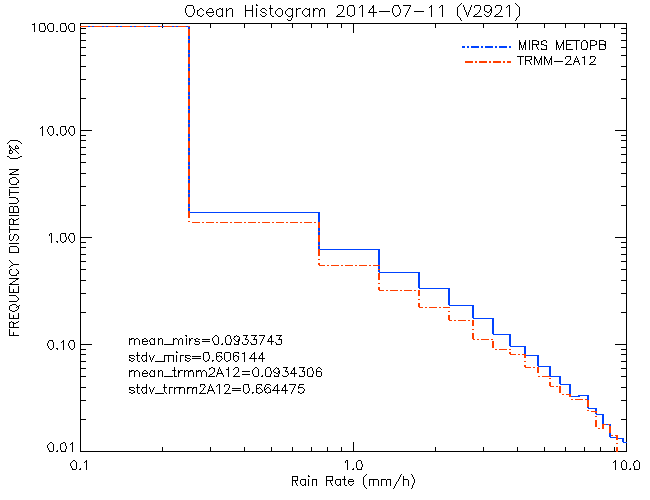 Ocean Histogram 2014-07-11 (V2921)
MIRS METOPB
TRMM-2A12
FREQUENCY DISTRIBUTION (%)
100.00
10.00
1.00
0.10
0.01
mean_mirs=0.0933743
stdv_mirs=0.606144
mean_trmm2A12=0.0934306
stdv_trmm2A12=0.664475
0.1
1.0
10.0
Rain Rate (mm/h)